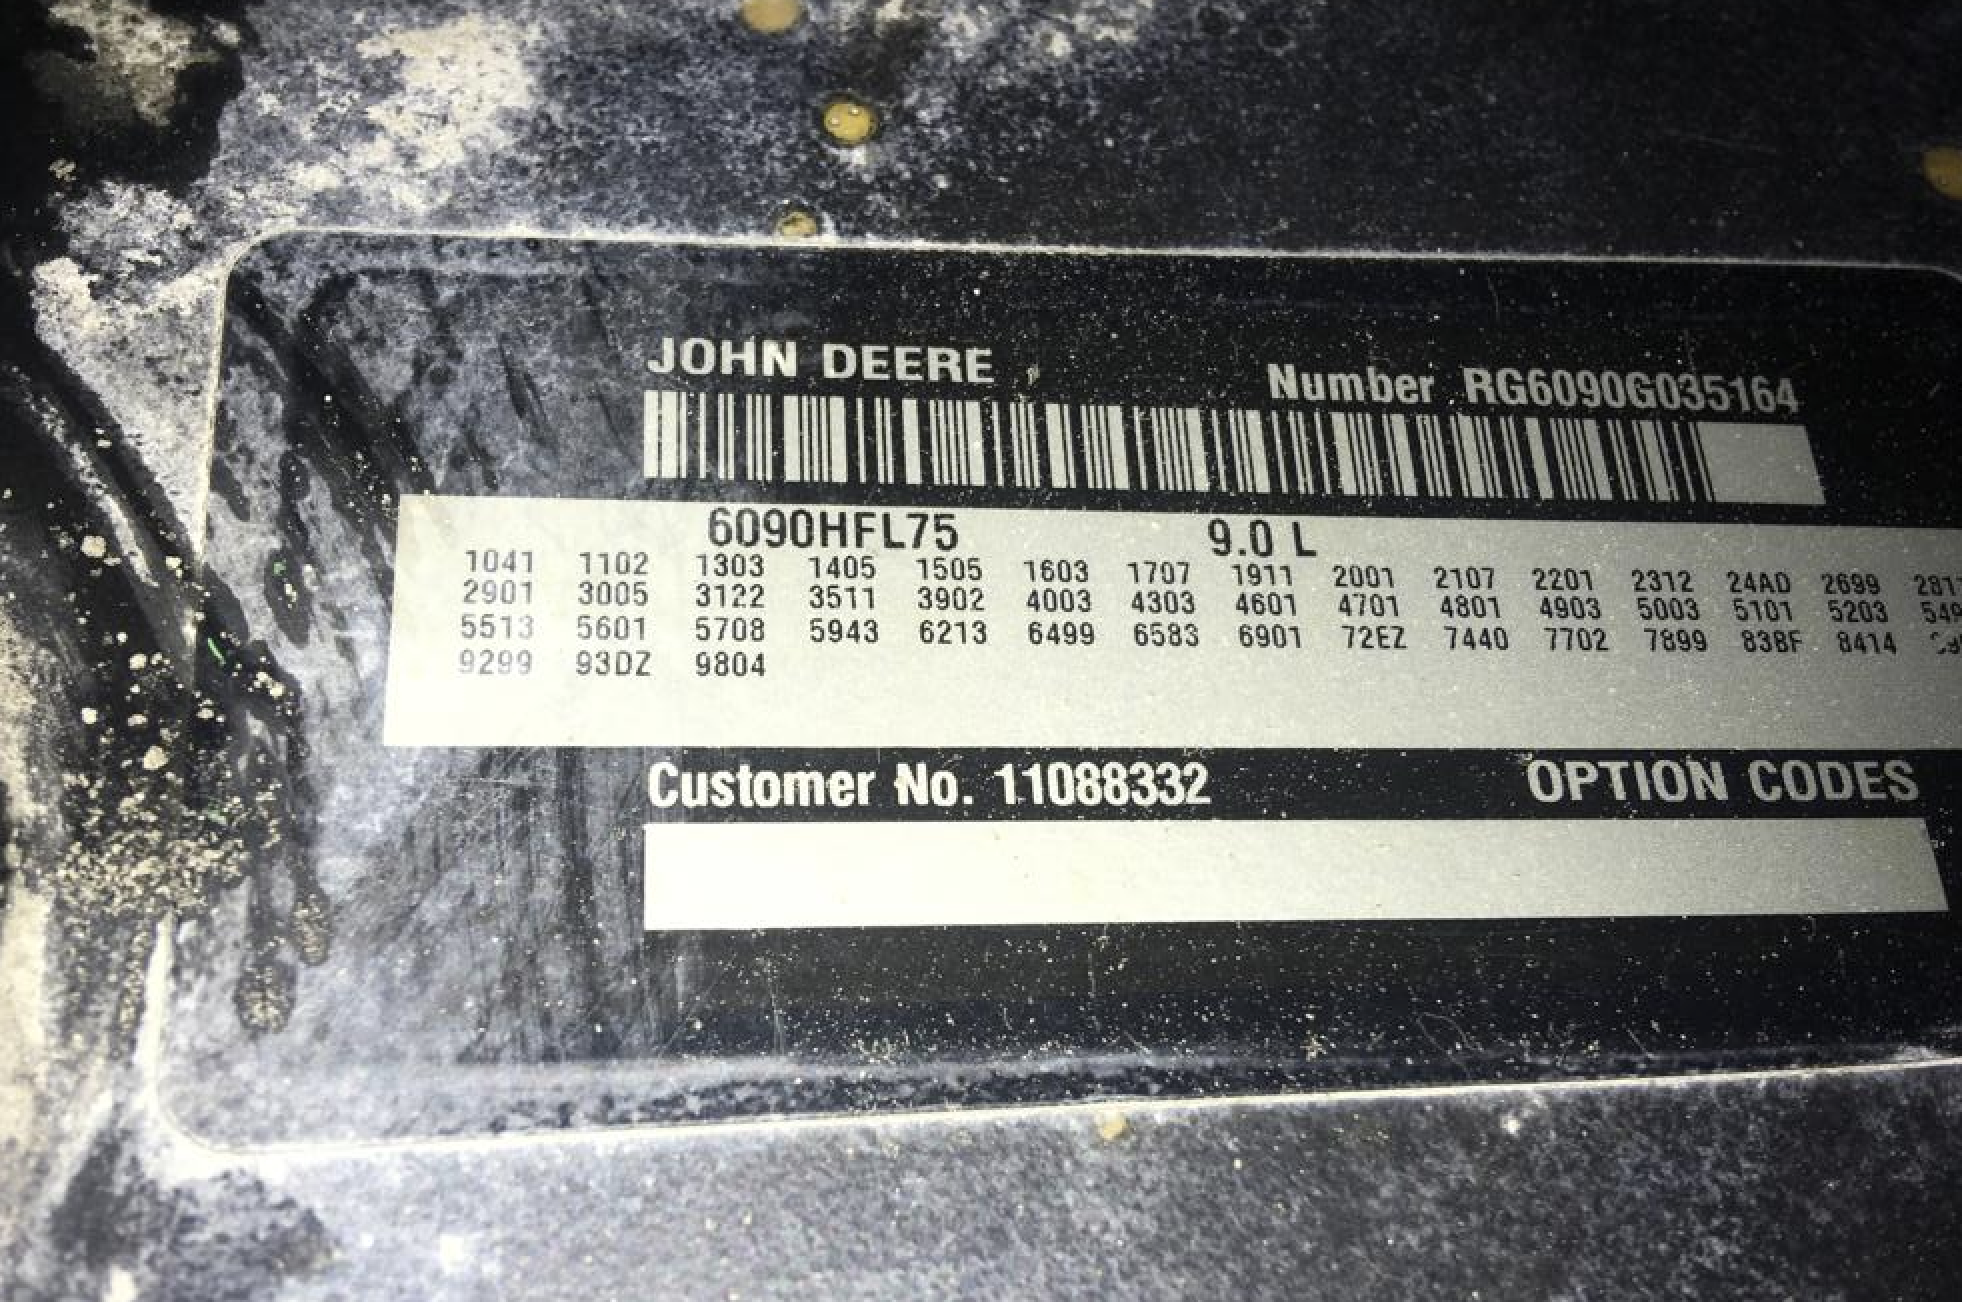 JOHN DEERE Number RG6090G035164
6090HFL75 9.0 L
1041 1102 1303 1405 1505 1603 1707 1911 2001 2107 2201 2312 24AD 2699
2901 3005 3122 3511 3902 4003 4303 4601 4701 4801 4903 5003 5101 5203
5513 5601 5708 5943 6213 6499 6583 6901 72EZ 7440 7702 7899 83BF 8414
9299 93DZ 9804
Customer No. 11088332 OPTION CODES